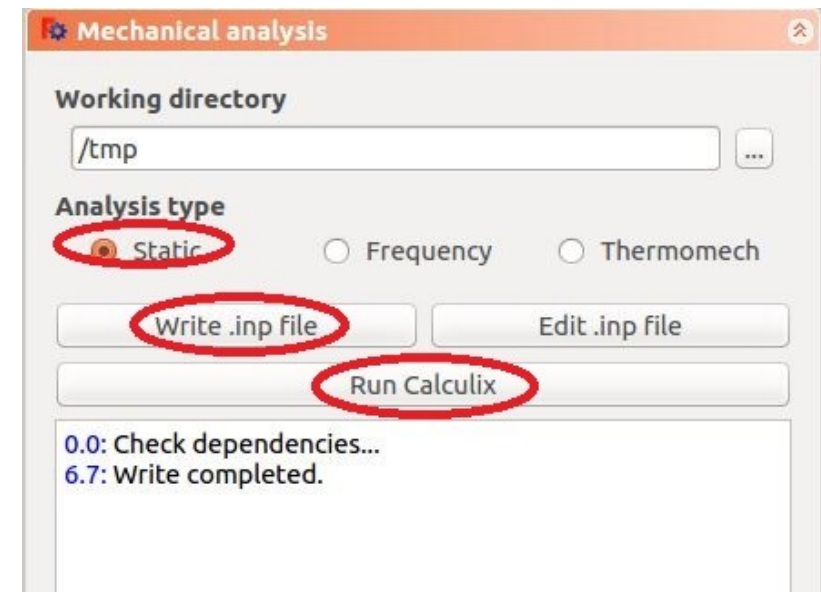 Mechanical analysis
Working directory
/tmp
...
Analysis type
Static Frequency Thermomech
Write .inp file Edit .inp file
Run Calculix
0.0: Check dependencies...
6.7: Write completed.